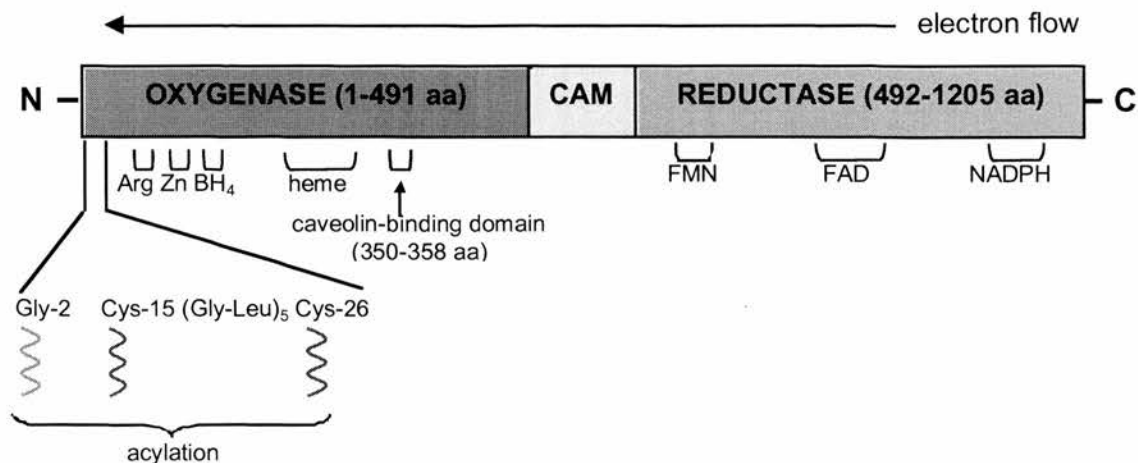 electron flow
N
OXYGENASE (1-491 aa) CAM REDUCTASE (492-1205 aa)
C
Arg Zn BH₄ heme FMN FAD NADPH
caveolin-binding domain
(350-358 aa)
Gly-2 Cys-15 (Gly-Leu)₅ Cys-26
acylation